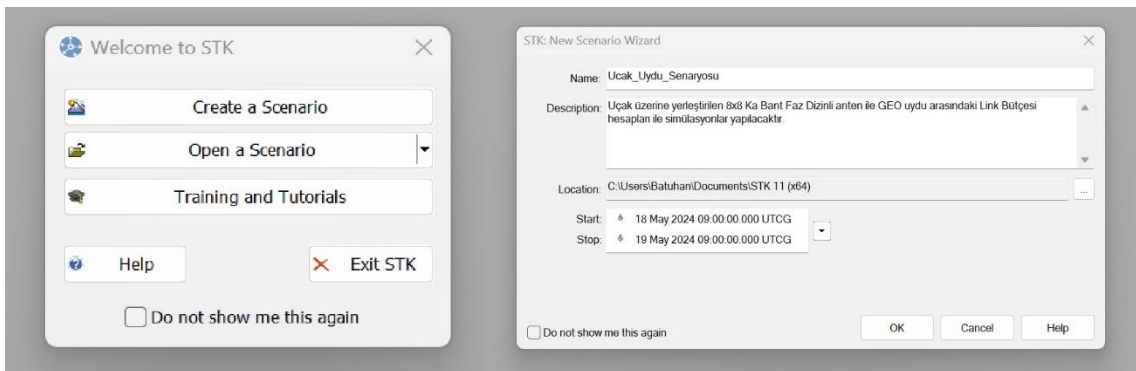 Welcome to STK
Create a Scenario
Open a Scenario
Training and Tutorials
Help
Exit STK
Do not show me this again
STK: New Scenario Wizard
Name: Ucak_Uydu_Senaryosu
Description: Uçak üzerine yerleştirilen 8x8 Ka Bant Faz Dizinli anten ile GEO uydu arasındaki Link Bütçesi
hesapları ile simülasyonlar yapılacaktır.
Location: C:\Users\Batuhan\Documents\STK 11 (x64)
...
Start: 18 May 2024 09:00:00.000 UTCG
Stop: 19 May 2024 09:00:00.000 UTCG
Do not show me this again
OK
Cancel
Help